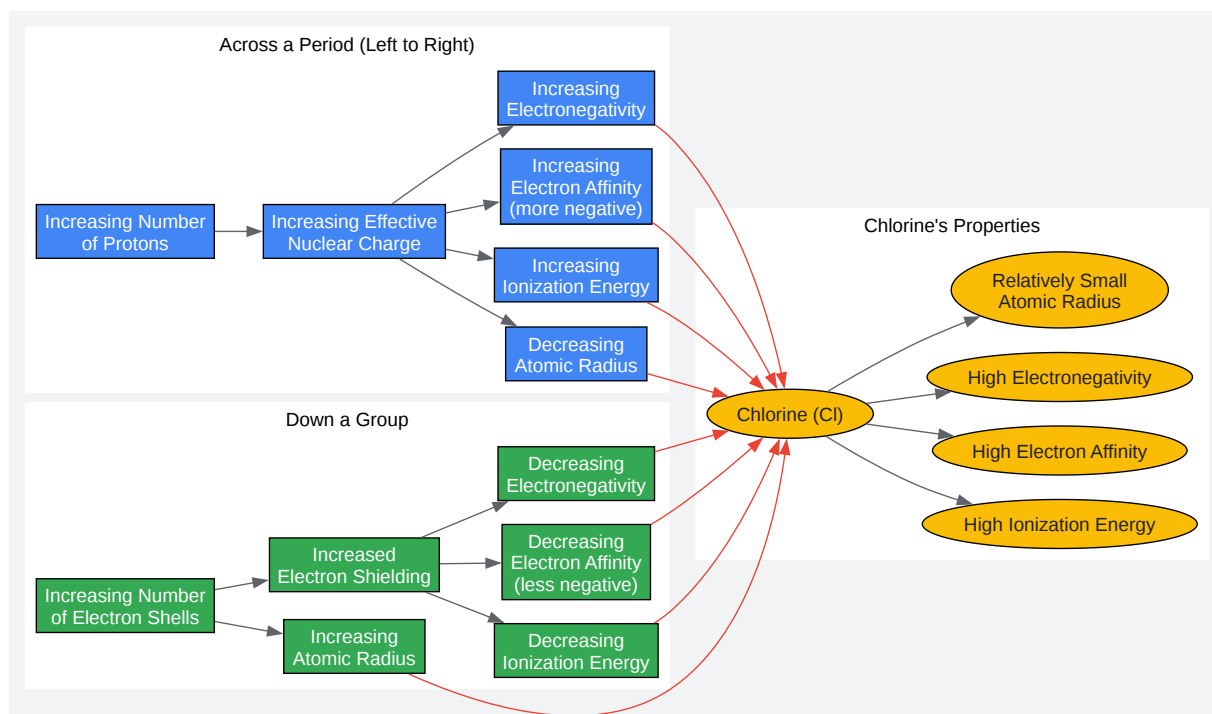 Across a Period (Left to Right)
Increasing
Electronegativity
Increasing
Electron Affinity
(more negative)
Increasing Number
of Protons
Increasing Effective
Nuclear Charge
Increasing
Ionization Energy
Decreasing
Atomic Radius
Down a Group
Decreasing
Electronegativity
Decreasing
Electron Affinity
(less negative)
Increased
Electron Shielding
Increasing Number
of Electron Shells
Increasing
Atomic Radius
Decreasing
Ionization Energy
Chlorine's Properties
Relatively Small
Atomic Radius
High Electronegativity
Chlorine (Cl)
High Electron Affinity
High Ionization Energy